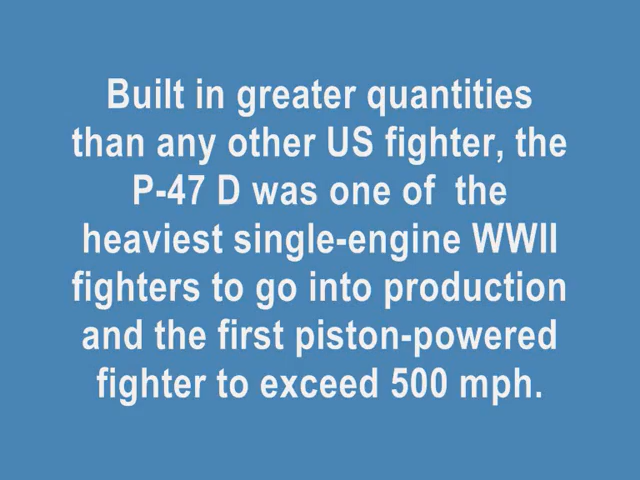 Built in greater quantities
than any other US fighter, the
P-47 D was one of  the
heaviest single-engine WWII
fighters to go into production
and the first piston-powered
fighter to exceed 500 mph.